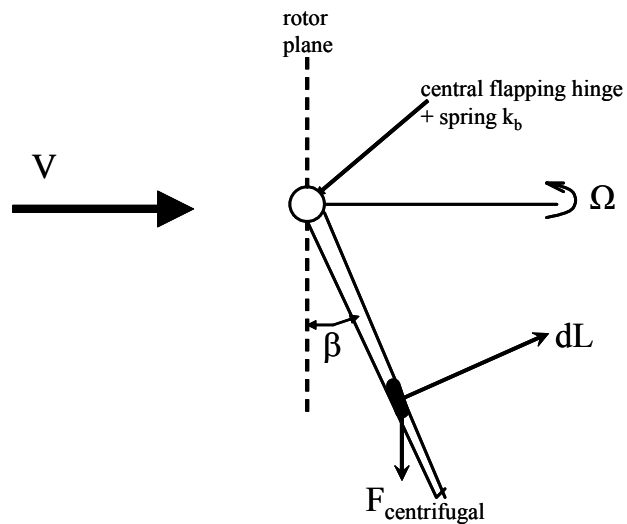 rotor
plane
central flapping hinge
+ spring k_b
V
Ω
β
dL
F_centrifugal